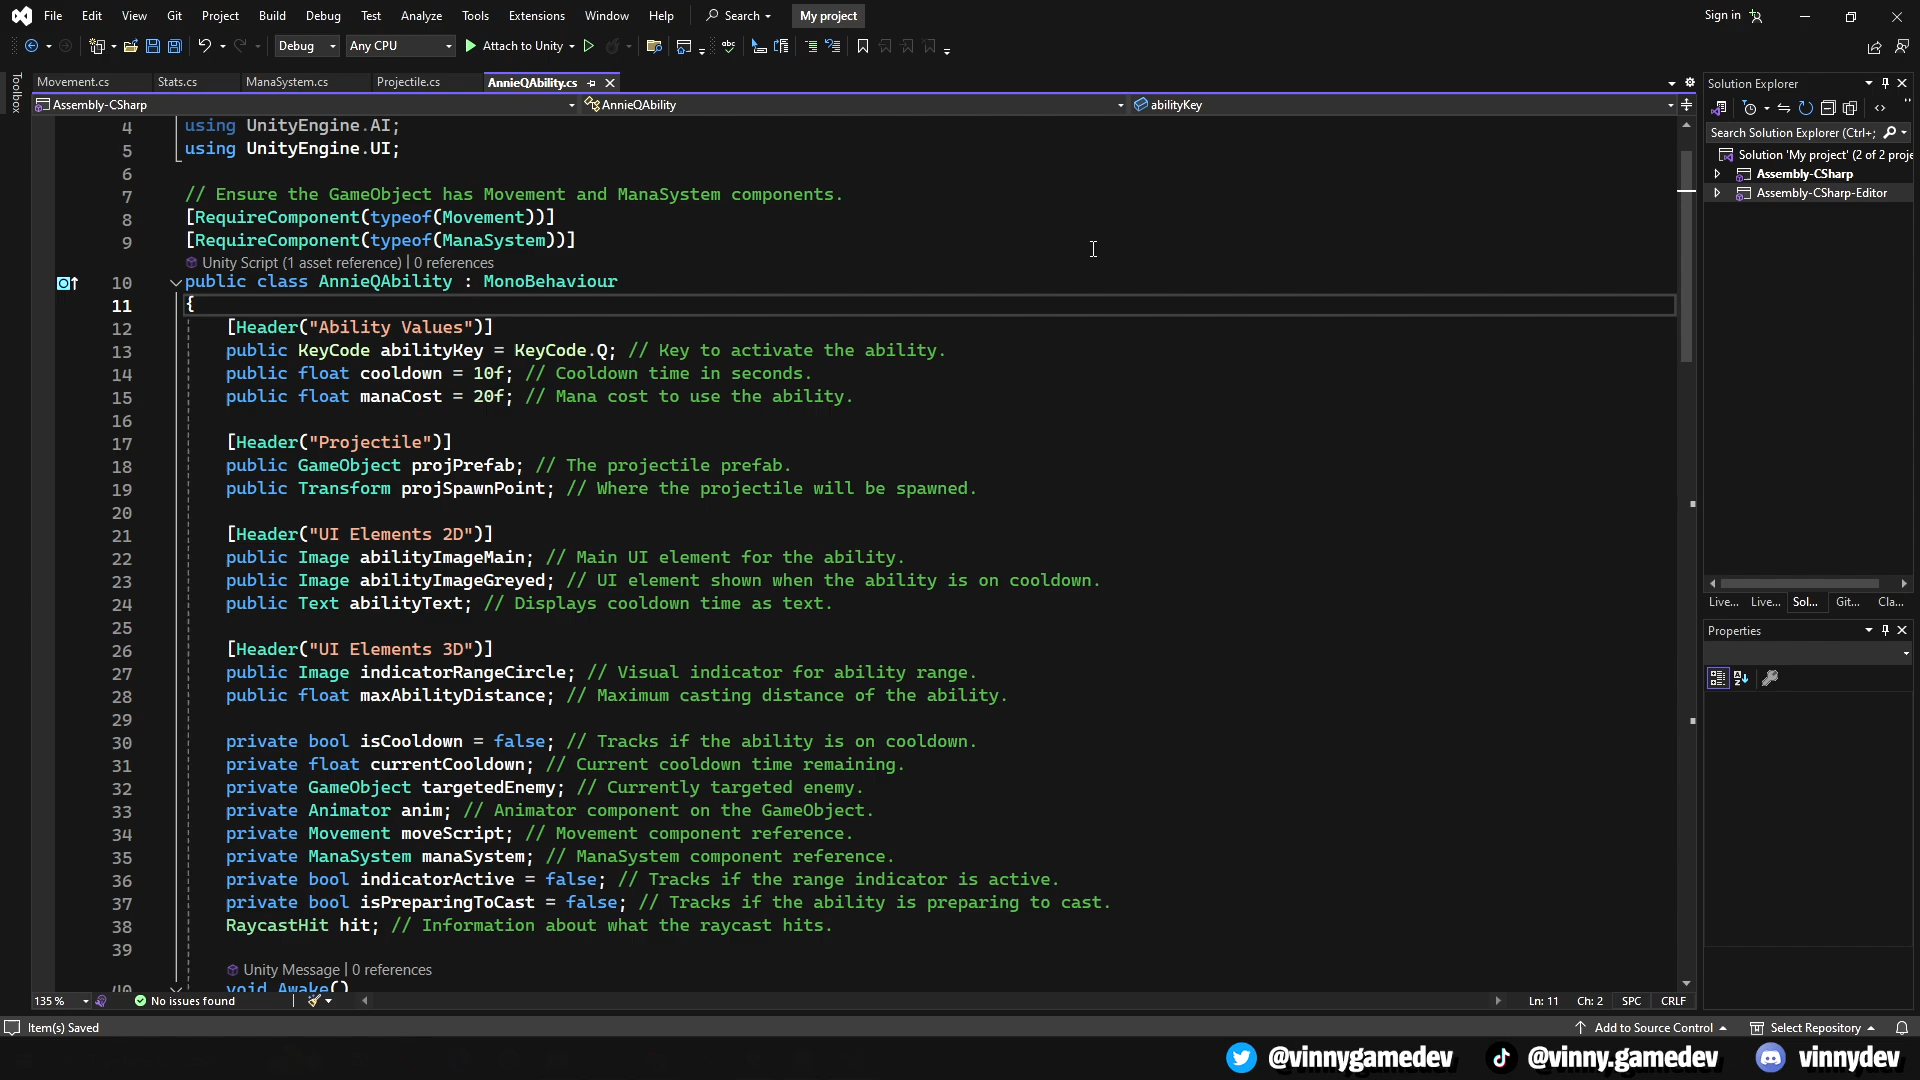 File Edit View Git Project Build Debug Test Analyze Tools Extensions Window Help Search My project Sign in
Debug Any CPU Attach to Unity
Toolbox
Movement.cs Stats.cs ManaSystem.cs Projectile.cs AnnieQAbility.cs
Assembly-CSharp AnnieQAbility abilityKey
4 using UnityEngine.AI;
5 using UnityEngine.UI;
6
7 // Ensure the GameObject has Movement and ManaSystem components.
8 [RequireComponent(typeof(Movement))]
9 [RequireComponent(typeof(ManaSystem))]
Unity Script (1 asset reference) | 0 references
10 public class AnnieQAbility : MonoBehaviour
11 {
12 [Header("Ability Values")]
13 public KeyCode abilityKey = KeyCode.Q; // Key to activate the ability.
14 public float cooldown = 10f; // Cooldown time in seconds.
15 public float manaCost = 20f; // Mana cost to use the ability.
16
17 [Header("Projectile")]
18 public GameObject projPrefab; // The projectile prefab.
19 public Transform projSpawnPoint; // Where the projectile will be spawned.
20
21 [Header("UI Elements 2D")]
22 public Image abilityImageMain; // Main UI element for the ability.
23 public Image abilityImageGreyed; // UI element shown when the ability is on cooldown.
24 public Text abilityText; // Displays cooldown time as text.
25
26 [Header("UI Elements 3D")]
27 public Image indicatorRangeCircle; // Visual indicator for ability range.
28 public float maxAbilityDistance; // Maximum casting distance of the ability.
29
30 private bool isCooldown = false; // Tracks if the ability is on cooldown.
31 private float currentCooldown; // Current cooldown time remaining.
32 private GameObject targetedEnemy; // Currently targeted enemy.
33 private Animator anim; // Animator component on the GameObject.
34 private Movement moveScript; // Movement component reference.
35 private ManaSystem manaSystem; // ManaSystem component reference.
36 private bool indicatorActive = false; // Tracks if the range indicator is active.
37 private bool isPreparingToCast = false; // Tracks if the ability is preparing to cast.
38 RaycastHit hit; // Information about what the raycast hits.
39
Unity Message | 0 references
40 void Awake()
135 % No issues found Ln: 11 Ch: 2 SPC CRLF
Solution Explorer
Search Solution Explorer (Ctrl+;
Solution 'My project' (2 of 2 proje
Assembly-CSharp
Assembly-CSharp-Editor
Live... Live... Sol... Git... Cla...
Properties
Item(s) Saved Add to Source Control Select Repository
@vinnygamedev @vinny.gamedev vinnydev